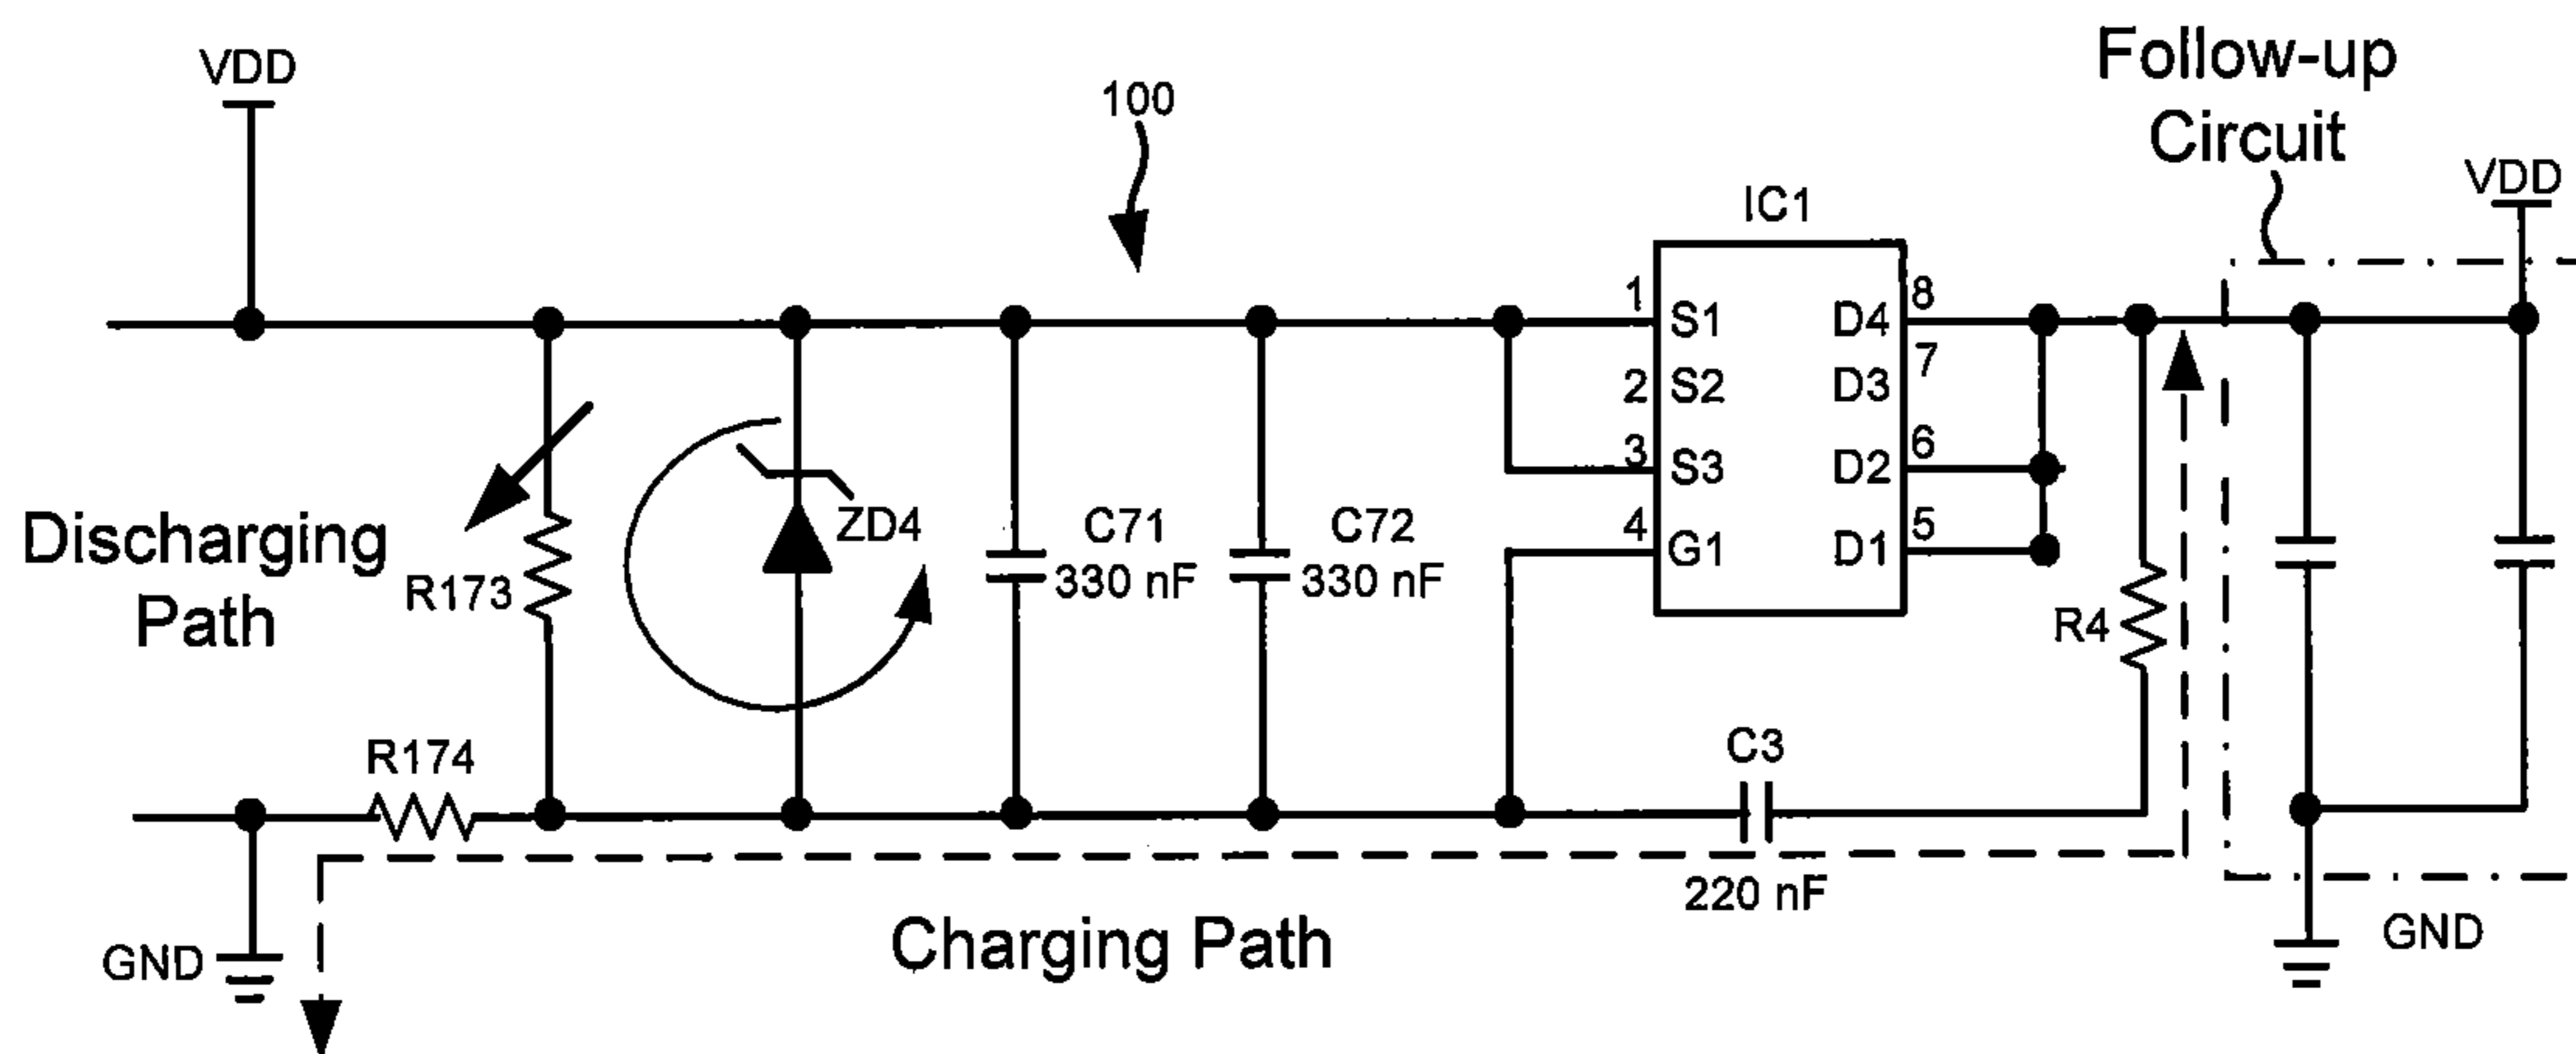 Follow-up
Circuit
VDD
100
VDD
IC1
1
S1
D4
8
2
S2
D3
7
3
S3
D2
6
4
G1
D1
5
Discharging
Path
R173
ZD4
C71
330 nF
C72
330 nF
R4
R174
C3
220 nF
GND
Charging Path
GND